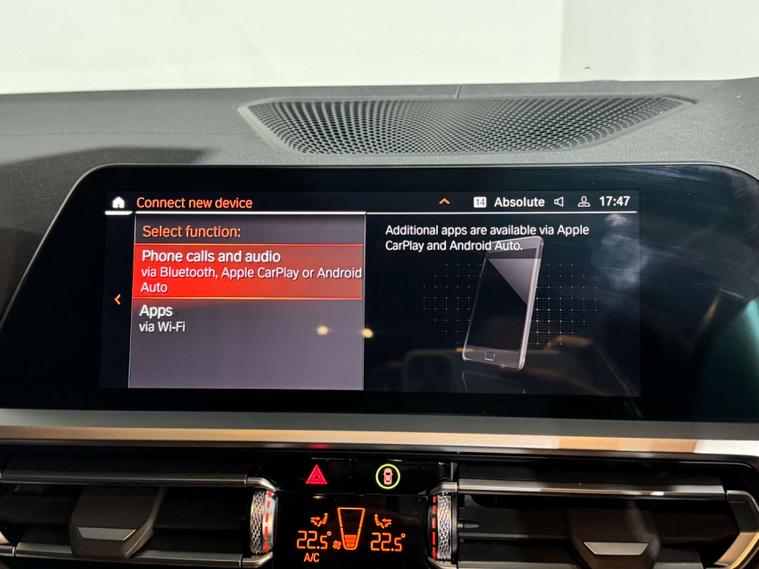 Connect new device
14 Absolute 17:47
Select function:
Phone calls and audio
via Bluetooth, Apple CarPlay or Android
Auto
Apps
via Wi-Fi
Additional apps are available via Apple
CarPlay and Android Auto.
22.5° 22.5°
A/C